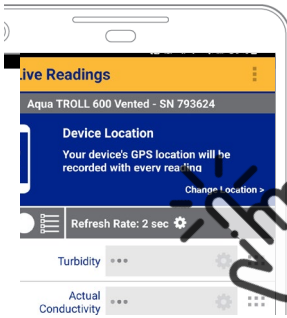 Live Readings
Aqua TROLL 600 Vented - SN 793624
Device Location
Your device's GPS location will be
recorded with every reading
Change Location >
Refresh Rate: 2 sec
Turbidity
Actual
Conductivity